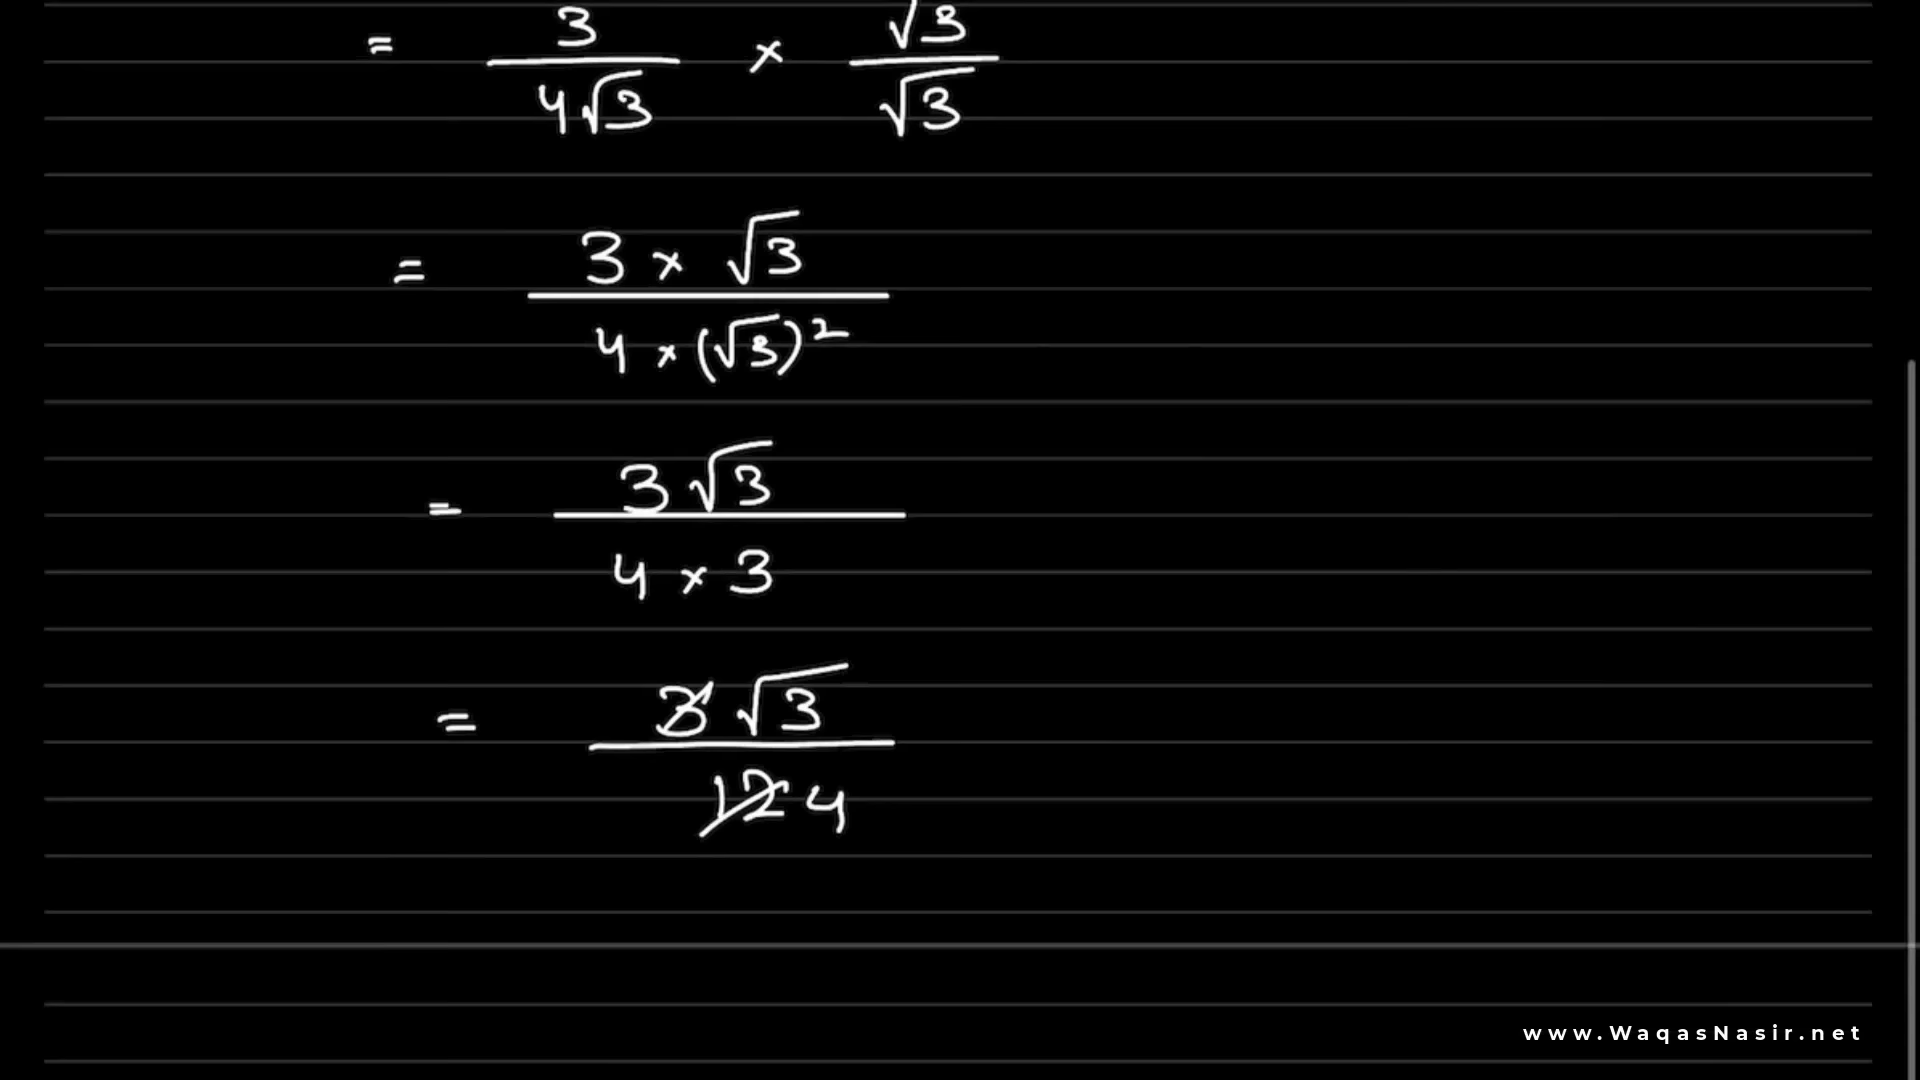 = 3/(4√3) × √3/√3
= (3 × √3)/(4 × (√3)²)
= 3√3/(4 × 3)
= 3√3/12 4
www.WaqasNasir.net